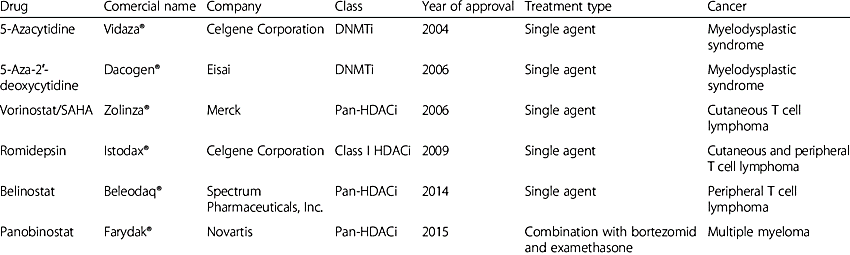 Drug Comercial name Company Class Year of approval Treatment type Cancer
5-Azacytidine Vidaza® Celgene Corporation DNMTi 2004 Single agent Myelodysplastic
syndrome
5-Aza-2′- Dacogen® Eisai DNMTi 2006 Single agent Myelodysplastic
deoxycytidine syndrome
Vorinostat/SAHA Zolinza® Merck Pan-HDACi 2006 Single agent Cutaneous T cell
lymphoma
Romidepsin Istodax® Celgene Corporation Class I HDACi 2009 Single agent Cutaneous and peripheral
T cell lymphoma
Belinostat Beleodaq® Spectrum Pan-HDACi 2014 Single agent Peripheral T cell
Pharmaceuticals, Inc. lymphoma
Panobinostat Farydak® Novartis Pan-HDACi 2015 Combination with bortezomid Multiple myeloma
and examethasone